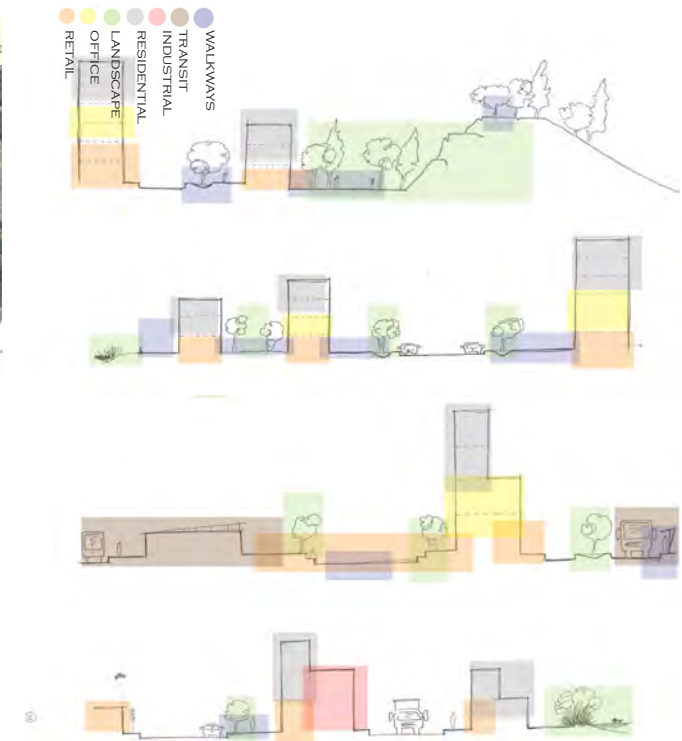 WALKWAYS
TRANSIT
INDUSTRIAL
RESIDENTIAL
LANDSCAPE
OFFICE
RETAIL